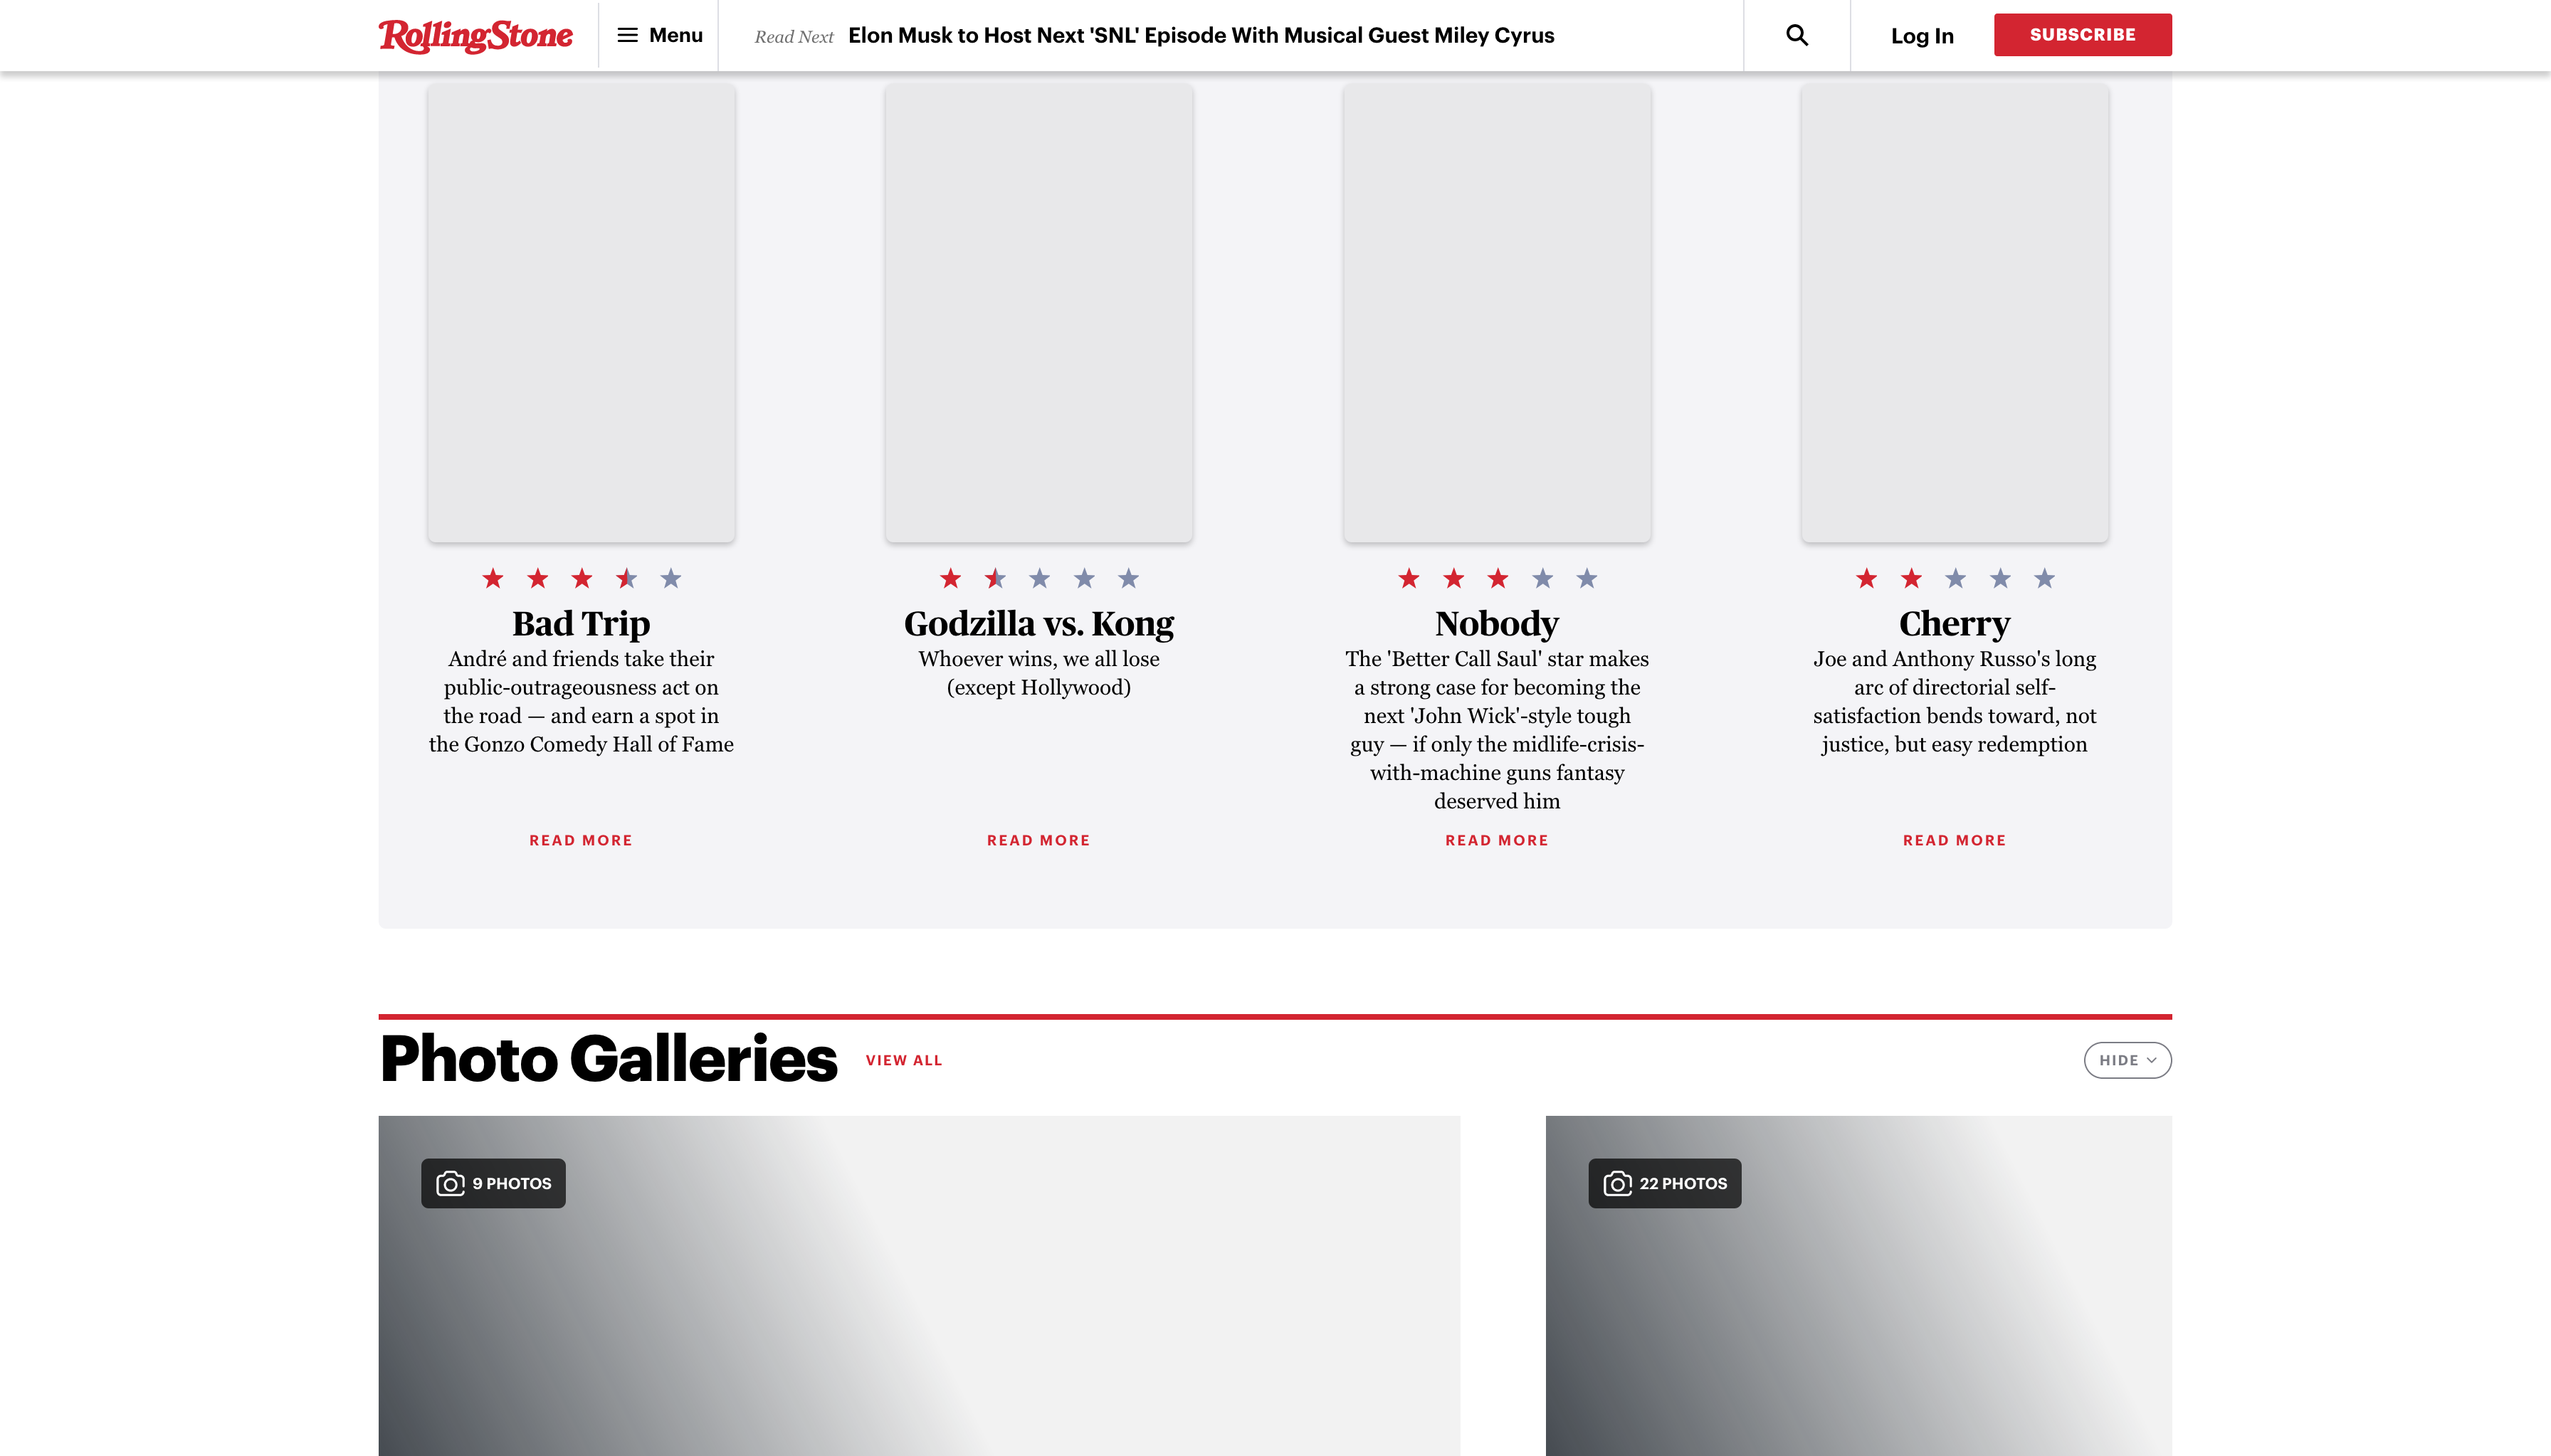 RollingStone
Menu
Read Next Elon Musk to Host Next 'SNL' Episode With Musical Guest Miley Cyrus
Log In
SUBSCRIBE
Bad Trip
André and friends take their
public-outrageousness act on
the road — and earn a spot in
the Gonzo Comedy Hall of Fame
READ MORE
Godzilla vs. Kong
Whoever wins, we all lose
(except Hollywood)
READ MORE
Nobody
The 'Better Call Saul' star makes
a strong case for becoming the
next 'John Wick'-style tough
guy — if only the midlife-crisis-
with-machine guns fantasy
deserved him
READ MORE
Cherry
Joe and Anthony Russo's long
arc of directorial self-
satisfaction bends toward, not
justice, but easy redemption
READ MORE
Photo Galleries
VIEW ALL
HIDE
9 PHOTOS
22 PHOTOS